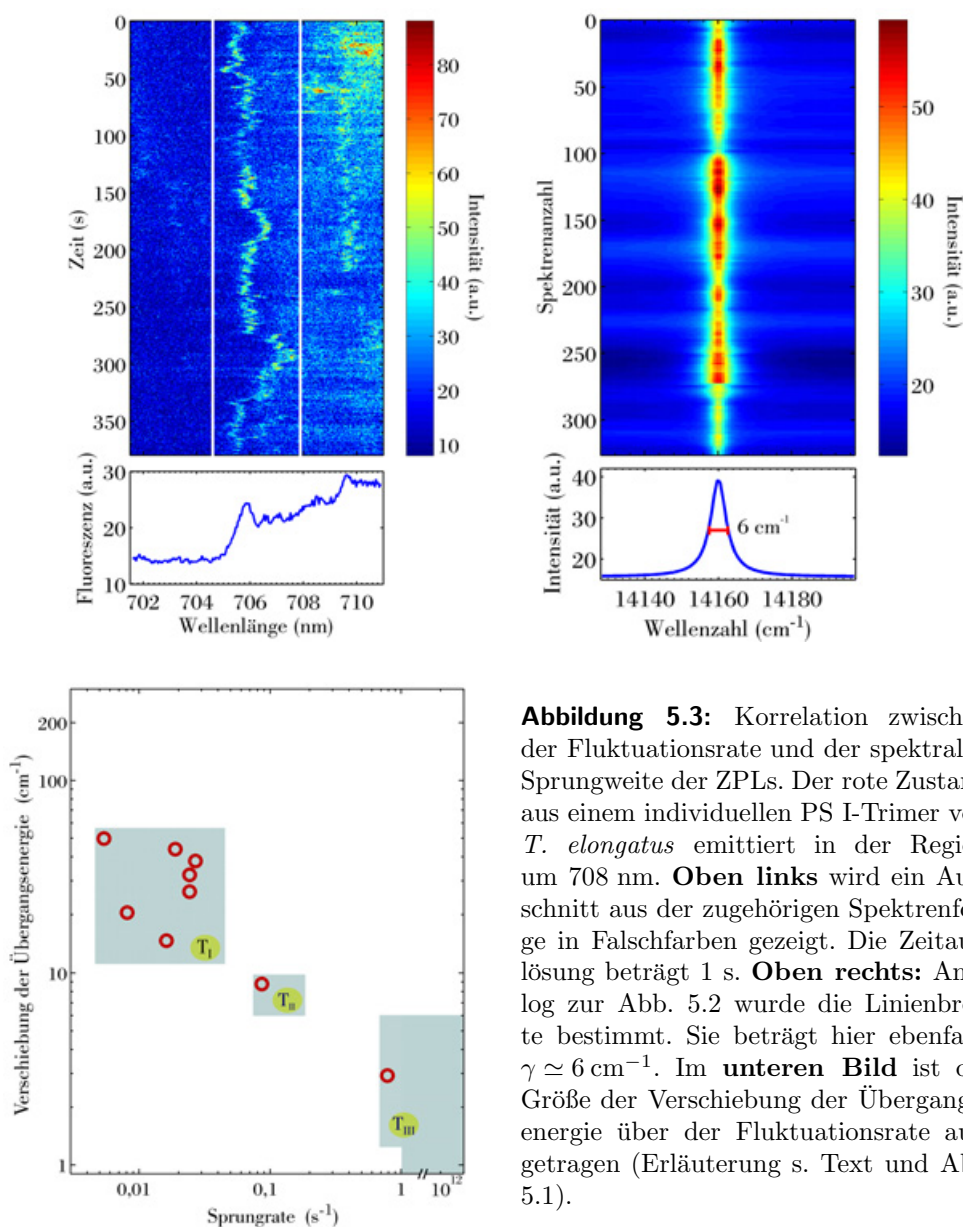 0
50
100
150
200
250
300
350
Zeit (s)
80
70
60
50
40
30
20
10
Intensität (a.u.)
30
20
10
Fluoreszenz (a.u.)
702 704 706 708 710
Wellenlänge (nm)
0
50
100
150
200
250
300
Spektrenanzahl
50
40
30
20
Intensität (a.u.)
40
30
20
Intensität (a.u.)
6 cm⁻¹
14140 14160 14180
Wellenzahl (cm⁻¹)
200
100
10
1
Verschiebung der Übergangsenergie (cm⁻¹)
T_I
T_II
T_III
0,01 0,1 1 10¹²
Sprungrate (s⁻¹)
Abbildung 5.3: Korrelation zwisch
der Fluktuationsrate und der spektral
Sprungweite der ZPLs. Der rote Zustan
aus einem individuellen PS I-Trimer v
T. elongatus emittiert in der Regio
um 708 nm. Oben links wird ein Au
schnitt aus der zugehörigen Spektrenfo
ge in Falschfarben gezeigt. Die Zeitau
lösung beträgt 1 s. Oben rechts: An
log zur Abb. 5.2 wurde die Linienbre
te bestimmt. Sie beträgt hier ebenfa
γ ≃ 6 cm⁻¹. Im unteren Bild ist d
Größe der Verschiebung der Übergang
energie über der Fluktuationsrate au
getragen (Erläuterung s. Text und Ab
5.1).